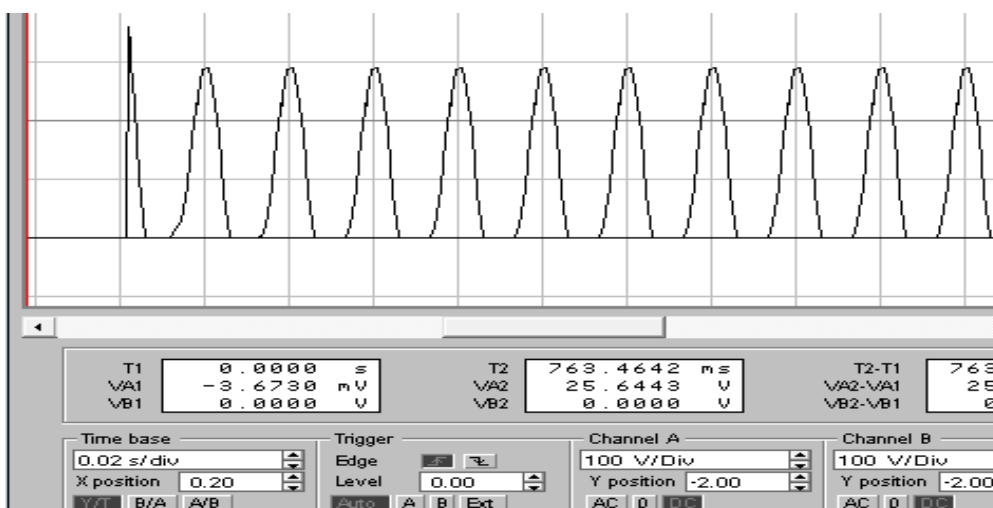 T1 0.0000 s T2 763.4642 ms T2-T1 763
VA1 -3.6730 mV VA2 25.6443 V VA2-VA1 25
VB1 0.0000 V VB2 0.0000 V VB2-VB1 0
Time base Trigger Channel A Channel B
0.02 s/div Edge 100 V/Div 100 V/Div
X position 0.20 Level 0.00 Y position -2.00 Y position -2.00
Y/T B/A A/B Auto A B Ext AC 0 DC AC 0 DC